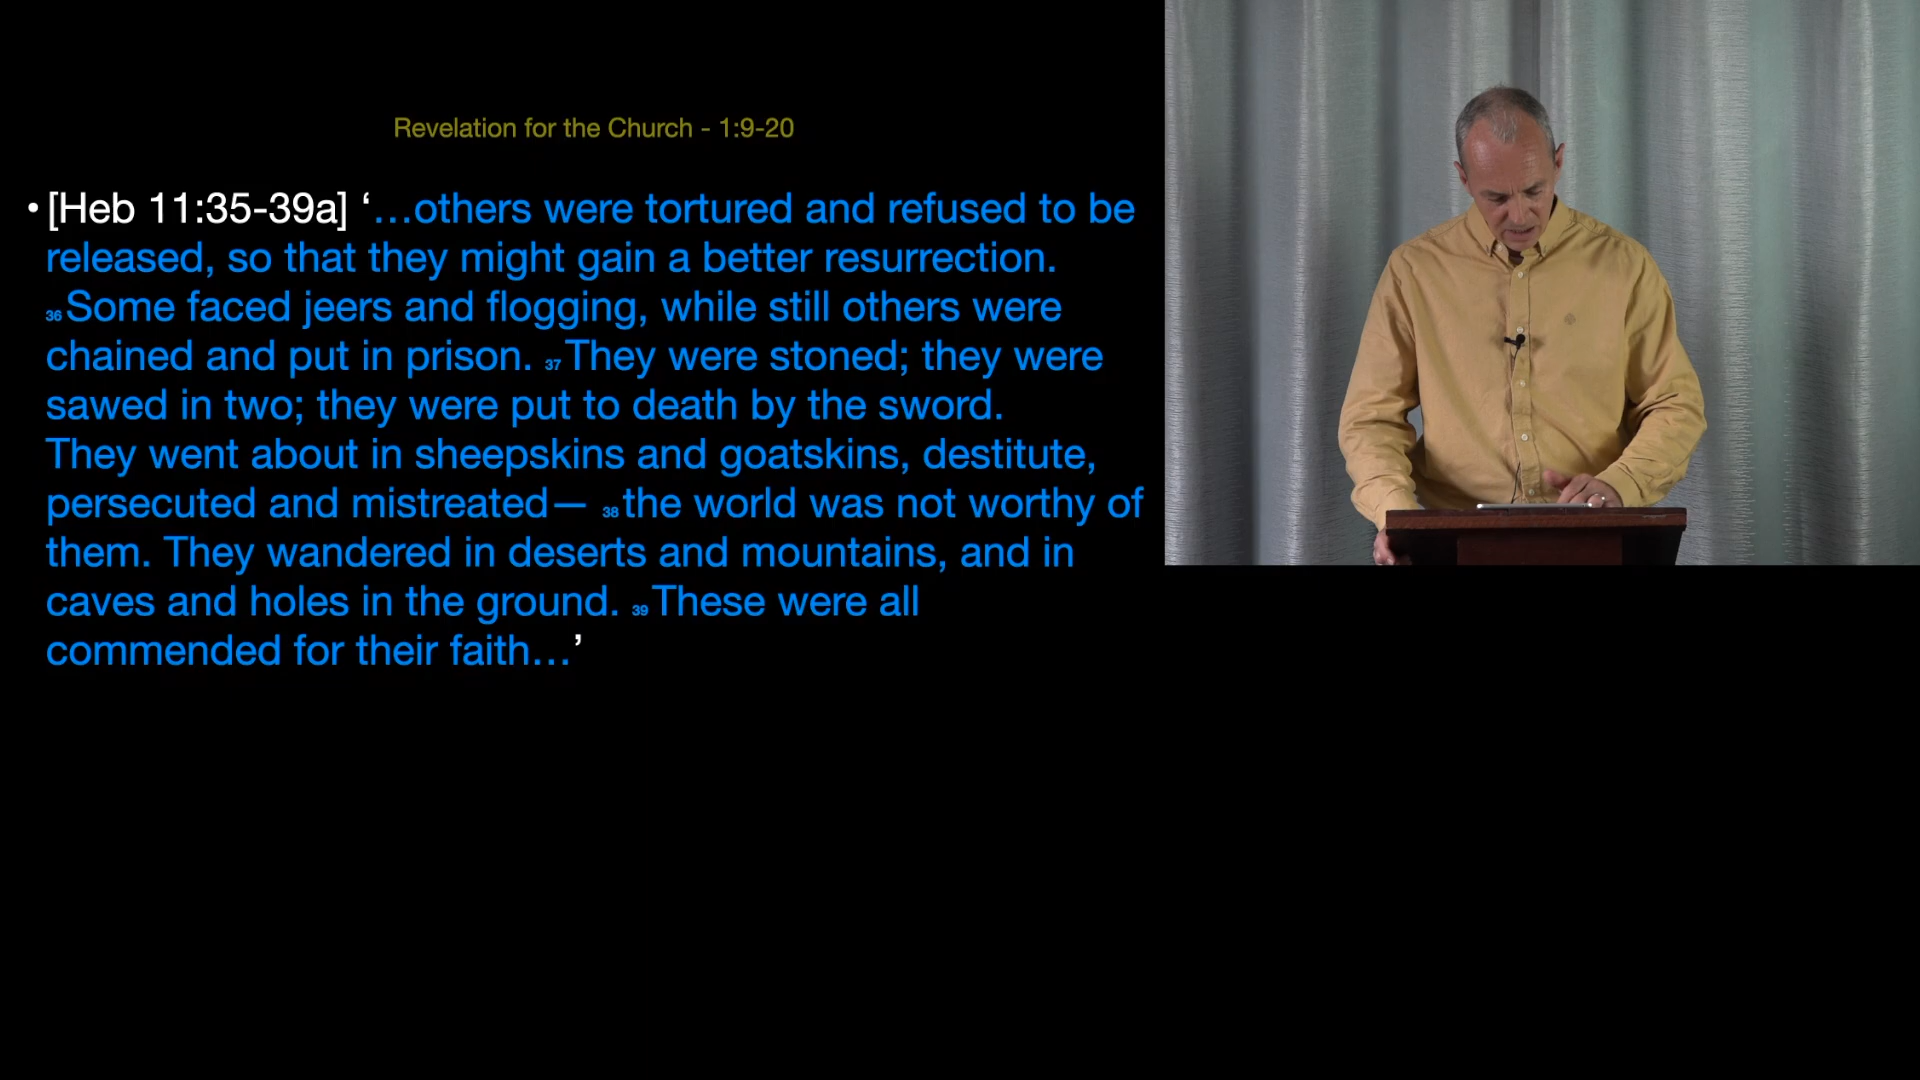 Revelation for the Church - 1:9-20
• [Heb 11:35-39a] ‘…others were tortured and refused to be
released, so that they might gain a better resurrection.
36 Some faced jeers and flogging, while still others were
chained and put in prison. 37 They were stoned; they were
sawed in two; they were put to death by the sword.
They went about in sheepskins and goatskins, destitute,
persecuted and mistreated— 38 the world was not worthy of
them. They wandered in deserts and mountains, and in
caves and holes in the ground. 39 These were all
commended for their faith…’